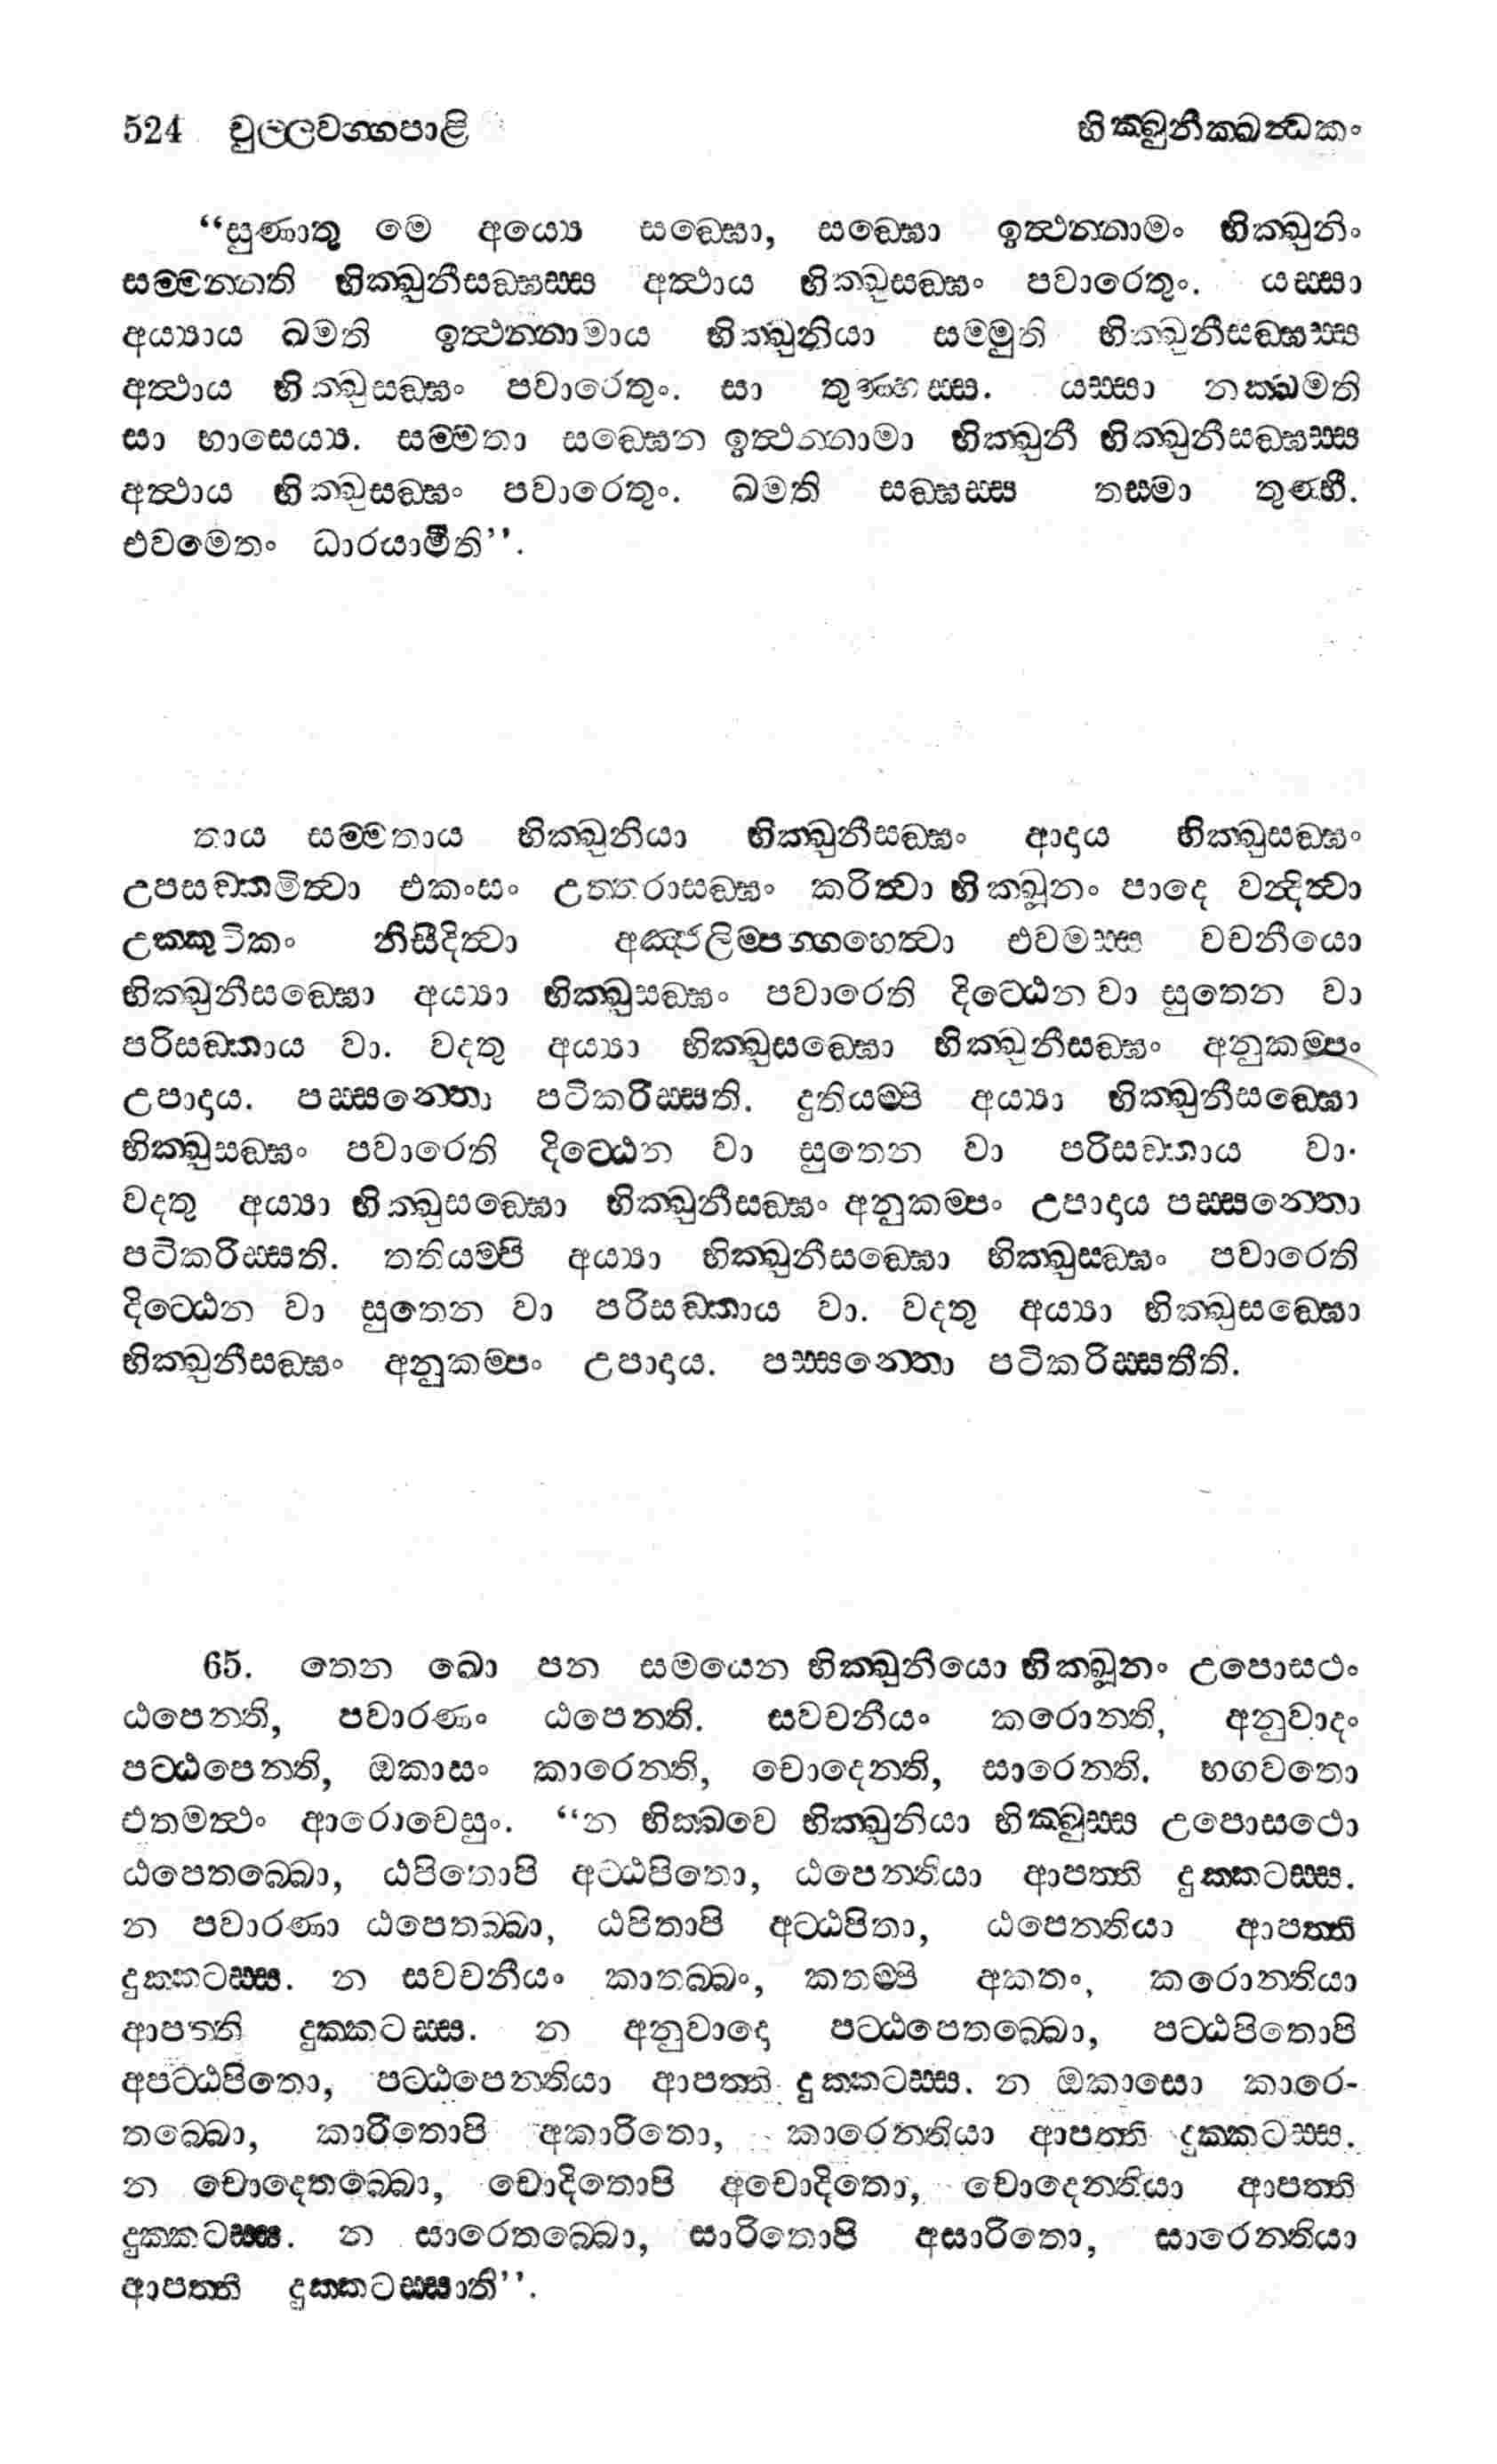 524 චුල්ලවග්ගපාළි භික්ඛුනීක්ඛන්ධකං
“සුණාතු මෙ අය්‍යෙ සඞ්ඝො, සඞ්ඝො ඉත්ථන්නාමං භික්ඛුනිං
සම්මන්නති භික්ඛුනීසඞ්ඝස්ස අත්ථාය භික්ඛුසඞ්ඝං පවාරෙතුං. යස්සා
අය්‍යාය ඛමති ඉත්ථන්නාමාය භික්ඛුනියා සම්මුති භික්ඛුනීසඞ්ඝස්ස
අත්ථාය භික්ඛුසඞ්ඝං පවාරෙතුං. සා තුණ්හස්ස. යස්සා නක්ඛමති
සා භාසෙය්‍ය. සම්මතා සඞ්ඝෙන ඉත්ථන්නාමා භික්ඛුනී භික්ඛුනීසඞ්ඝස්ස
අත්ථාය භික්ඛුසඞ්ඝං පවාරෙතුං. ඛමති සඞ්ඝස්ස තස්මා තුණ්හී.
එවමෙතං ධාරයාමීති’’.
තාය සම්මතාය භික්ඛුනියා භික්ඛුනීසඞ්ඝං ආදාය භික්ඛුසඞ්ඝං
උපසඞ්කමිත්වා එකංසං උත්තරාසඞ්ඝං කරිත්වා භික්ඛූනං පාදෙ වන්දිත්වා
උක්කුටිකං නිසීදිත්වා අඤ්ජලිම්පග්ගහෙත්වා එවමස්ස වචනීයො
භික්ඛුනීසඞ්ඝො අය්‍යා භික්ඛුසඞ්ඝං පවාරෙති දිට්ඨෙන වා සුතෙන වා
පරිසඞ්කාය වා. වදතු අය්‍යා භික්ඛුසඞ්ඝො භික්ඛුනීසඞ්ඝං අනුකම්පං
උපාදාය. පස්සන්තො පටිකරිස්සති. දුතියම්පි අය්‍යා භික්ඛුනීසඞ්ඝො
භික්ඛුසඞ්ඝං පවාරෙති දිට්ඨෙන වා සුතෙන වා පරිසඞ්කාය වා.
වදතු අය්‍යා භික්ඛුසඞ්ඝො භික්ඛුනීසඞ්ඝං අනුකම්පං උපාදාය පස්සන්තො
පටිකරිස්සති. තතියම්පි අය්‍යා භික්ඛුනීසඞ්ඝො භික්ඛුසඞ්ඝං පවාරෙති
දිට්ඨෙන වා සුතෙන වා පරිසඞ්කාය වා. වදතු අය්‍යා භික්ඛුසඞ්ඝො
භික්ඛුනීසඞ්ඝං අනුකම්පං උපාදාය. පස්සන්තො පටිකරිස්සතීති.
65. තෙන ඛො පන සමයෙන භික්ඛුනියො භික්ඛූනං උපොසථං
ඨපෙන්ති, පවාරණං ඨපෙන්ති. සවචනීයං කරොන්ති, අනුවාදං
පට්ඨපෙන්ති, ඔකාසං කාරෙන්ති, චොදෙන්ති, සාරෙන්ති. භගවතො
එතමත්ථං ආරොචෙසුං. “න භික්ඛවෙ භික්ඛුනියා භික්ඛුස්ස උපොසථො
ඨපෙතබ්බො, ඨපිතොපි අට්ඨපිතො, ඨපෙන්තියා ආපත්ති දුක්කටස්ස.
න පවාරණා ඨපෙතබ්බා, ඨපිතාපි අට්ඨපිතා, ඨපෙන්තියා ආපත්ති
දුක්කටස්ස. න සවචනීයං කාතබ්බං, කතම්පි අකතං, කරොන්තියා
ආපත්ති දුක්කටස්ස. න අනුවාදො පට්ඨපෙතබ්බො, පට්ඨපිතොපි
අපට්ඨපිතො, පට්ඨපෙන්තියා ආපත්ති දුක්කටස්ස. න ඔකාසො කාරෙ-
තබ්බො, කාරිතොපි අකාරිතො, කාරෙන්තියා ආපත්ති දුක්කටස්ස.
න චොදෙතබ්බො, චොදිතොපි අචොදිතො, චොදෙන්තියා ආපත්ති
දුක්කටස්ස. න සාරෙතබ්බො, සාරිතොපි අසාරිතො, සාරෙන්තියා
ආපත්ති දුක්කටස්සාති’’.